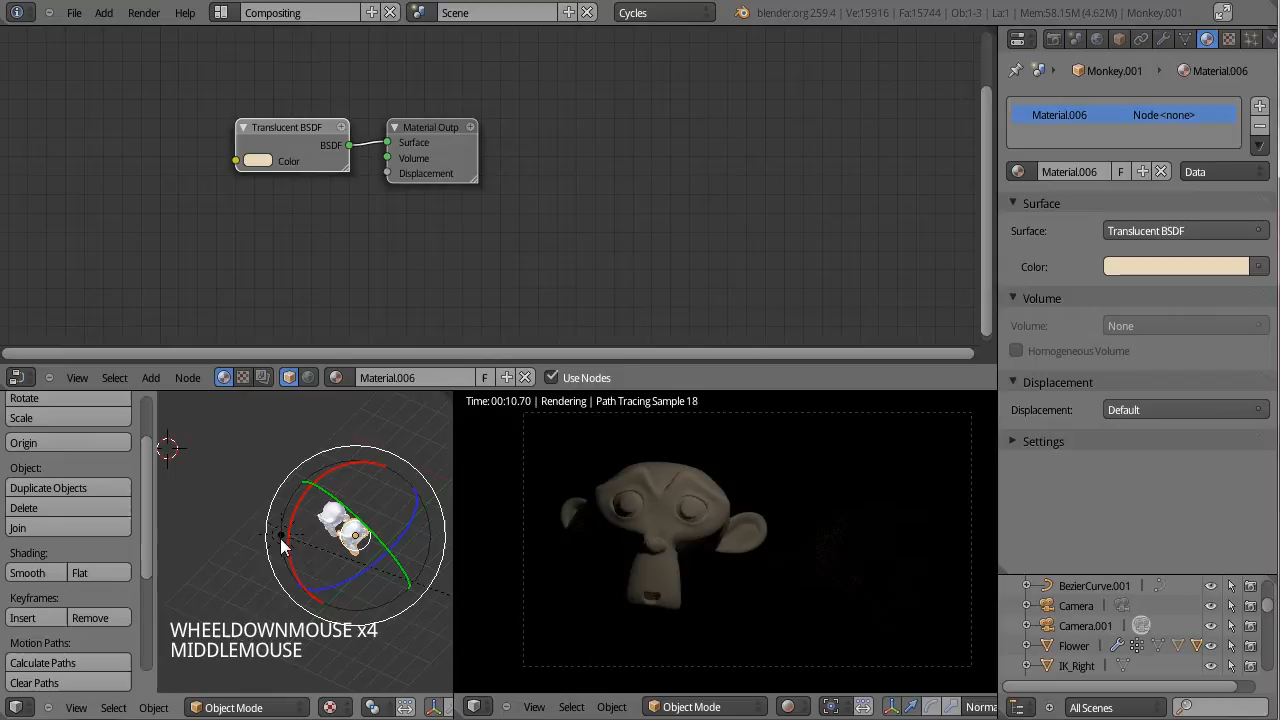 File Add Render Help Compositing Scene Cycles blender.org 259.4 | Ve:15916 | Fa:15744 | Ob:1-3 | La:1 | Mem:58.15M (4.62M) | Monkey.001
Monkey.001 Material.006
Material.006 Node <none>
Material.006 F Data
Surface
Surface: Translucent BSDF
Color:
Volume
Volume: None
Homogeneous Volume
Displacement
Displacement: Default
Settings
Translucent BSDF
BSDF
Color
Material Outp
Surface
Volume
Displacement
View Select Add Node Material.006 F Use Nodes
Rotate
Scale
Origin
Object:
Duplicate Objects
Delete
Join
Shading:
Smooth Flat
Keyframes:
Insert Remove
Motion Paths:
Calculate Paths
Clear Paths
WHEELDOWNMOUSE x4
MIDDLEMOUSE
Time:00:10.70 | Rendering | Path Tracing Sample 18
BezierCurve.001
Camera
Camera.001
Flower
IK_Right
View Select Object Object Mode
View Select Object Object Mode Norma
View All Scenes